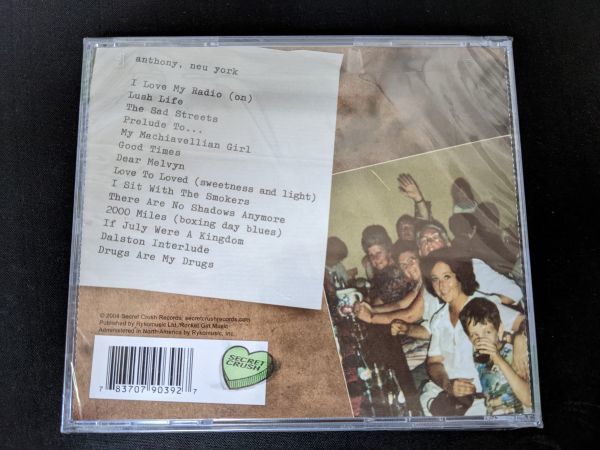 anthony, neu york
I Love My Radio (on)
Lush Life
The Sad Streets
Prelude To...
My Machiavellian Girl
Good Times
Dear Melvyn
Love To Loved (sweetness and light)
I Sit With The Smokers
There Are No Shadows Anymore
2000 Miles (boxing day blues)
If July Were A Kingdom
Dalston Interlude
Drugs Are My Drugs
© 2004 Secret Crush Records, secretcrushrecords.com
Published by Rykomusic Ltd./Rocket Girl Music
Administered in North America by Rykomusic, Inc.
SECRET
CRUSH
7 83707 90392 7